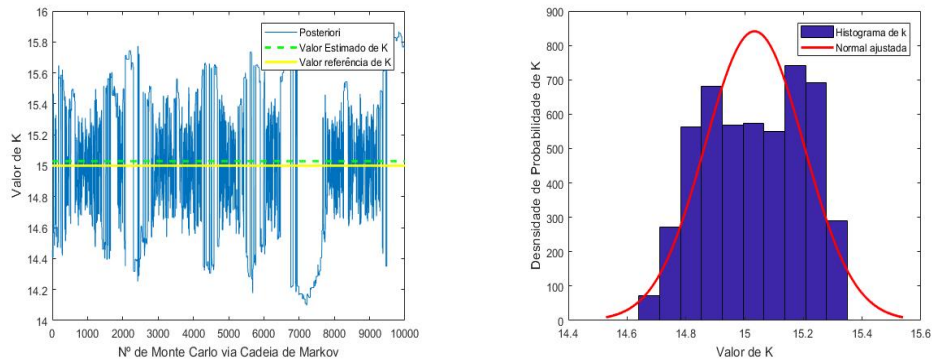 16
15.8
15.6
15.4
15.2
15
14.8
14.6
14.4
14.2
14
0 1000 2000 3000 4000 5000 6000 7000 8000 9000 10000
Valor de K
Nº de Monte Carlo via Cadeia de Markov
Posteriori
Valor Estimado de K
Valor referência de K
900
800
700
600
500
400
300
200
100
0
14.4 14.6 14.8 15 15.2 15.4 15.6
Desnsidade de Probabilidade de K
Valor de K
Histograma de k
Normal ajustada